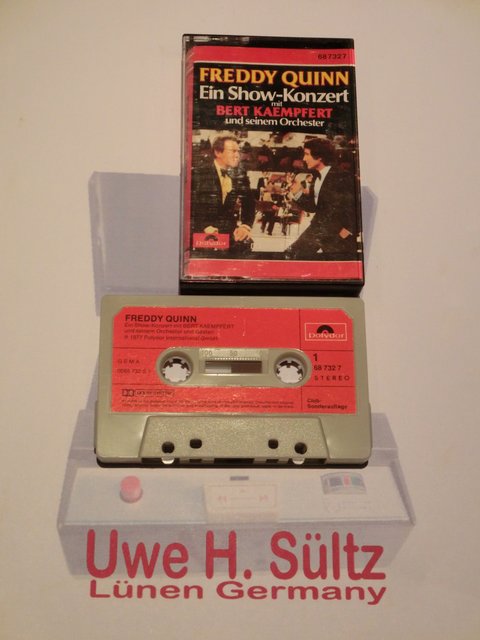 687327
FREDDY QUINN
Ein Show-Konzert
mit
BERT KAEMPFERT
und seinem Orchester
Polydor
FREDDY QUINN
Ein Show-Konzert mit BERT KAEMPFERT
und seinem Orchester und Gästen
℗ 1977 Polydor International GmbH
Polydor
GEMA
1
68 732 7
STEREO
100 50
Club-
Sonderauflage
Uwe H. Sültz
Lünen Germany